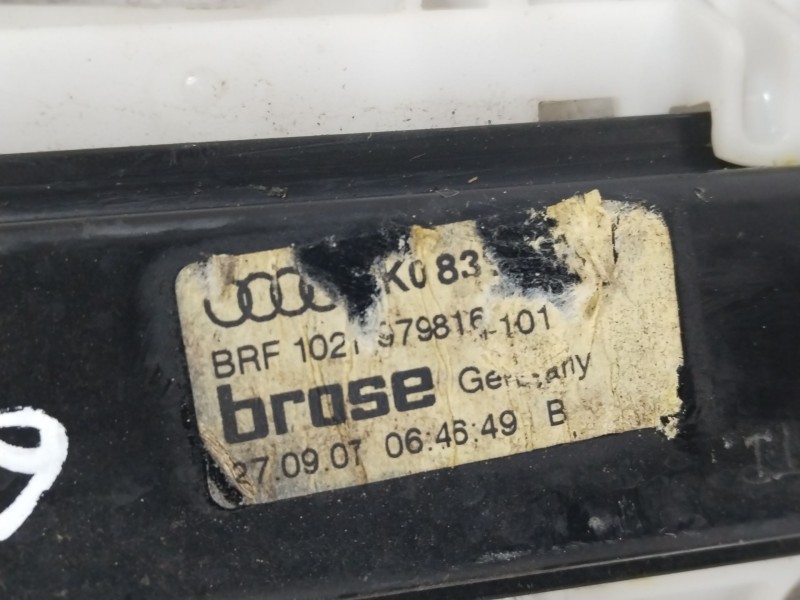 K0 83
BRF 102 979816-101
brose Germany
27.09.07 06:46:49 B